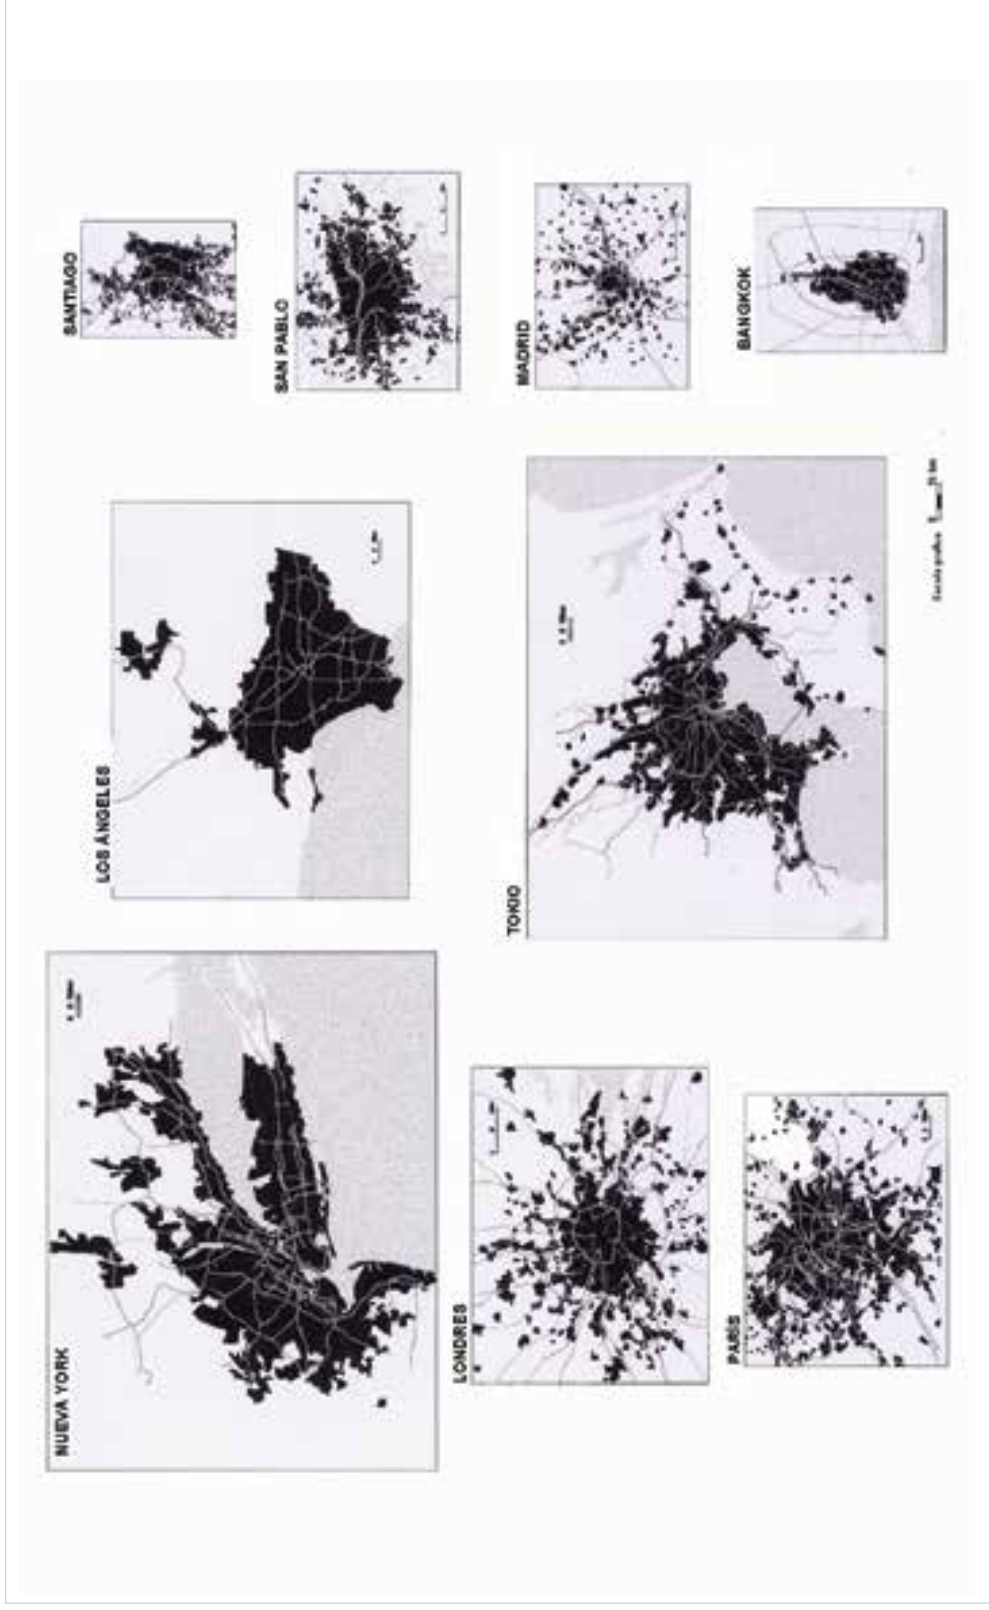 NUEVA YORK
LOS ÁNGELES
SANTIAGO
SAN PABLO
LONDRES
TOKIO
MADRID
PARÍS
BANGKOK